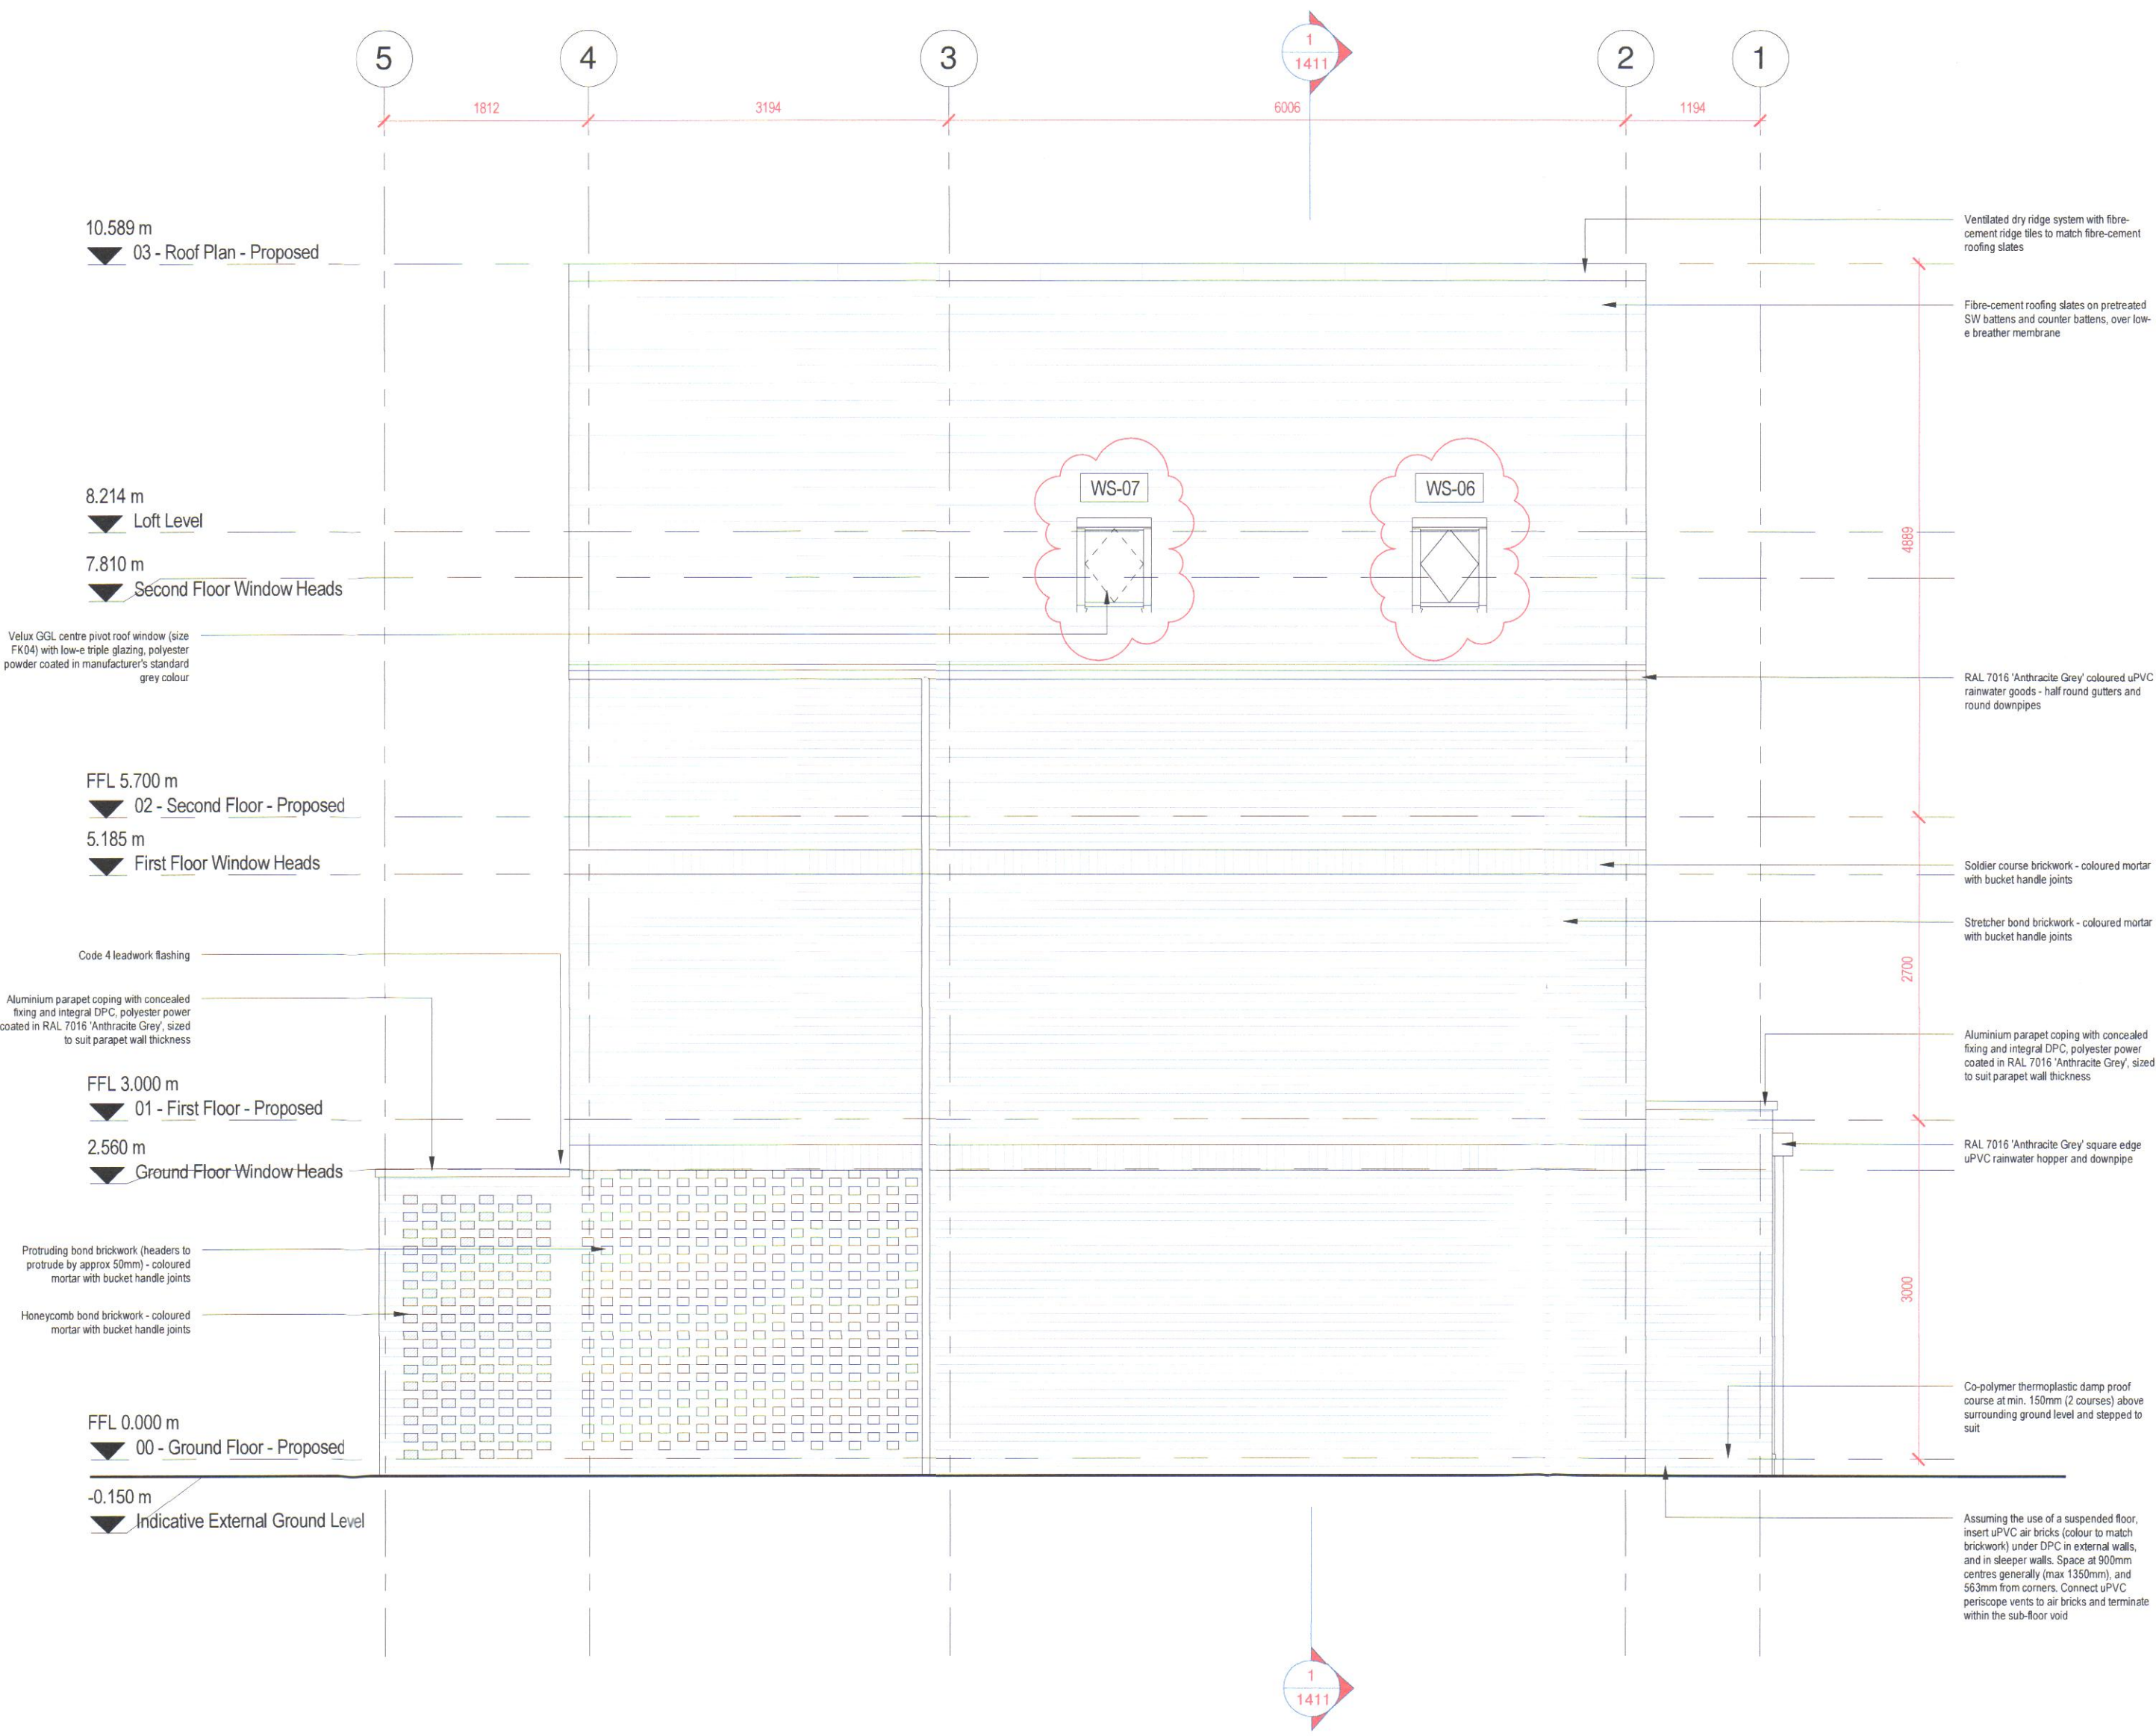 5 4 3 1 2 1
1411
1812 3194 6006 1194
10.589 m
03 - Roof Plan - Proposed
8.214 m
Loft Level
7.810 m
Second Floor Window Heads
Velux GGL centre pivot roof window (size
FK04) with low-e triple glazing, polyester
powder coated in manufacturer's standard
grey colour
FFL 5.700 m
02 - Second Floor - Proposed
5.185 m
First Floor Window Heads
Code 4 leadwork flashing
Aluminium parapet coping with concealed
fixing and integral DPC, polyester power
coated in RAL 7016 'Anthracite Grey', sized
to suit parapet wall thickness
FFL 3.000 m
01 - First Floor - Proposed
2.560 m
Ground Floor Window Heads
Protruding bond brickwork (headers to
protrude by approx 50mm) - coloured
mortar with bucket handle joints
Honeycomb bond brickwork - coloured
mortar with bucket handle joints
FFL 0.000 m
00 - Ground Floor - Proposed
-0.150 m
Indicative External Ground Level
WS-07
WS-06
Ventilated dry ridge system with fibre-
cement ridge tiles to match fibre-cement
roofing slates
Fibre-cement roofing slates on pretreated
SW battens and counter battens, over low-
e breather membrane
4889
RAL 7016 'Anthracite Grey' coloured uPVC
rainwater goods - half round gutters and
round downpipes
Soldier course brickwork - coloured mortar
with bucket handle joints
Stretcher bond brickwork - coloured mortar
with bucket handle joints
2700
Aluminium parapet coping with concealed
fixing and integral DPC, polyester power
coated in RAL 7016 'Anthracite Grey', sized
to suit parapet wall thickness
RAL 7016 'Anthracite Grey' square edge
uPVC rainwater hopper and downpipe
3000
Co-polymer thermoplastic damp proof
course at min. 150mm (2 courses) above
surrounding ground level and stepped to
suit
Assuming the use of a suspended floor,
insert uPVC air bricks (colour to match
brickwork) under DPC in external walls,
and in sleeper walls. Space at 900mm
centres generally (max 1350mm), and
563mm from corners. Connect uPVC
periscope vents to air bricks and terminate
within the sub-floor void
1
1411